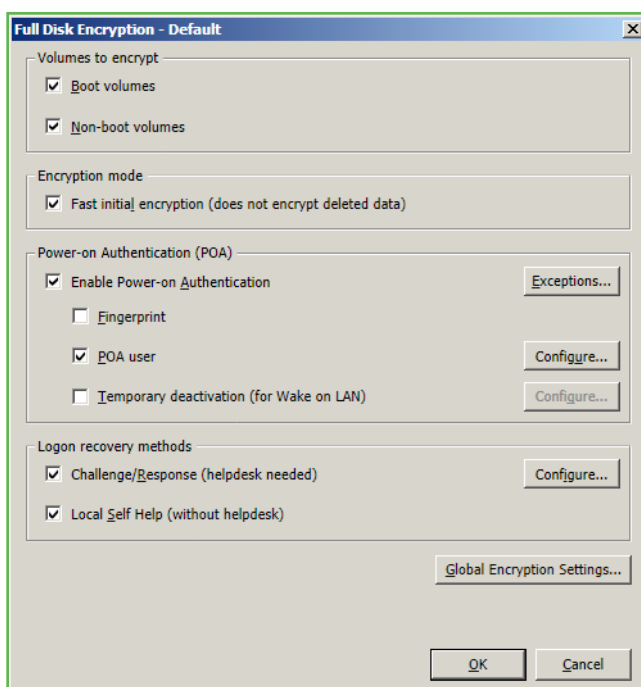 Full Disk Encryption - Default
Volumes to encrypt
Boot volumes
Non-boot volumes
Encryption mode
Fast initial encryption (does not encrypt deleted data)
Power-on Authentication (POA)
Enable Power-on Authentication
Exceptions...
Fingerprint
POA user
Configure...
Temporary deactivation (for Wake on LAN)
Configure...
Logon recovery methods
Challenge/Response (helpdesk needed)
Configure...
Local Self Help (without helpdesk)
Global Encryption Settings...
OK
Cancel